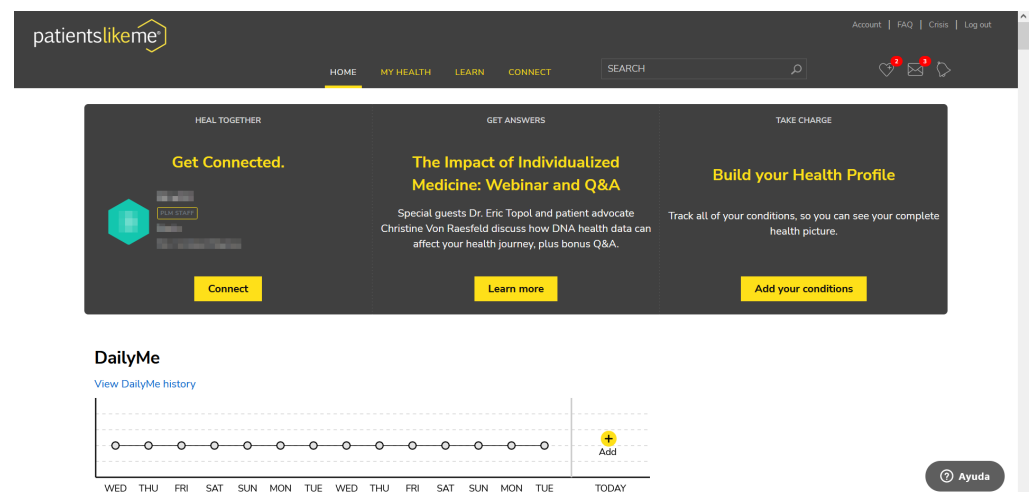 patientslikeme®
Account | FAQ | Crisis | Log out
HOME MY HEALTH LEARN CONNECT SEARCH 2 3
HEAL TOGETHER
Get Connected.
PLM STAFF
Connect
GET ANSWERS
The Impact of Individualized
Medicine: Webinar and Q&A
Special guests Dr. Eric Topol and patient advocate
Christine Von Raesfeld discuss how DNA health data can
affect your health journey, plus bonus Q&A.
Learn more
TAKE CHARGE
Build your Health Profile
Track all of your conditions, so you can see your complete
health picture.
Add your conditions
DailyMe
View DailyMe history
Add
WED THU FRI SAT SUN MON TUE WED THU FRI SAT SUN MON TUE TODAY
? Ayuda